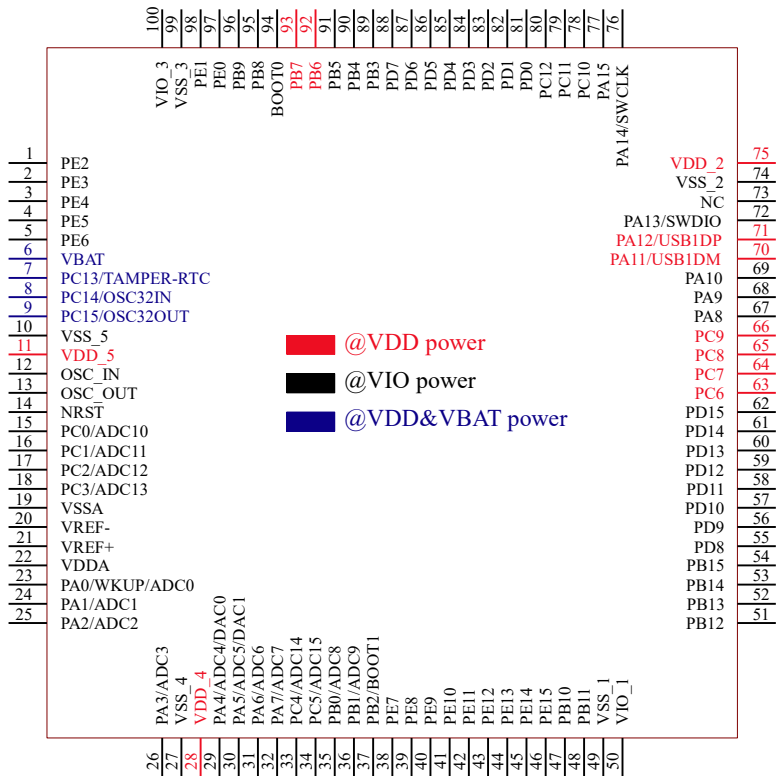 100 99 98 97 96 95 94 93 92 91 90 89 88 87 86 85 84 83 82 81 80 79 78 77 76
VIO_3 VSS_3 PE1 PE0 PB9 PB8 BOOT0 PB7 PB6 PB5 PB4 PB3 PD7 PD6 PD5 PD4 PD3 PD2 PD1 PD0 PC12 PC11 PC10 PA15 PA14/SWCLK
1 PE2
2 PE3
3 PE4
4 PE5
5 PE6
6 VBAT
7 PC13/TAMPER-RTC
8 PC14/OSC32IN
9 PC15/OSC32OUT
10 VSS_5
11 VDD_5
12 OSC_IN
13 OSC_OUT
14 NRST
15 PC0/ADC10
16 PC1/ADC11
17 PC2/ADC12
18 PC3/ADC13
19 VSSA
20 VREF-
21 VREF+
22 VDDA
23 PA0/WKUP/ADC0
24 PA1/ADC1
25 PA2/ADC2
@VDD power
@VIO power
@VDD&VBAT power
VDD_2 75
VSS_2 74
NC 73
PA13/SWDIO 72
PA12/USB1DP 71
PA11/USB1DM 70
PA10 69
PA9 68
PA8 67
PC9 66
PC8 65
PC7 64
PC6 63
PD15 62
PD14 61
PD13 60
PD12 59
PD11 58
PD10 57
PD9 56
PD8 55
PB15 54
PB14 53
PB13 52
PB12 51
PA3/ADC3 VSS_4 VDD_4 PA4/ADC4/DAC0 PA5/ADC5/DAC1 PA6/ADC6 PA7/ADC7 PC4/ADC14 PC5/ADC15 PB0/ADC8 PB1/ADC9 PB2/BOOT1 PE7 PE8 PE9 PE10 PE11 PE12 PE13 PE14 PE15 PB10 PB11 VSS_1 VIO_1
26 27 28 29 30 31 32 33 34 35 36 37 38 39 40 41 42 43 44 45 46 47 48 49 50